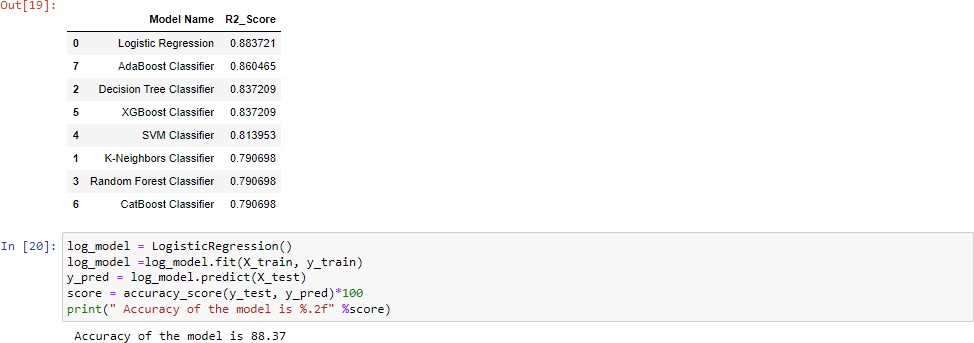 Out[19]:
Model Name R2_Score
0 Logistic Regression 0.883721
7 AdaBoost Classifier 0.860465
2 Decision Tree Classifier 0.837209
5 XGBoost Classifier 0.837209
4 SVM Classifier 0.813953
1 K-Neighbors Classifier 0.790698
3 Random Forest Classifier 0.790698
6 CatBoost Classifier 0.790698
In [20]: log_model = LogisticRegression()
log_model =log_model.fit(X_train, y_train)
y_pred = log_model.predict(X_test)
score = accuracy_score(y_test, y_pred)*100
print(" Accuracy of the model is %.2f" %score)
Accuracy of the model is 88.37